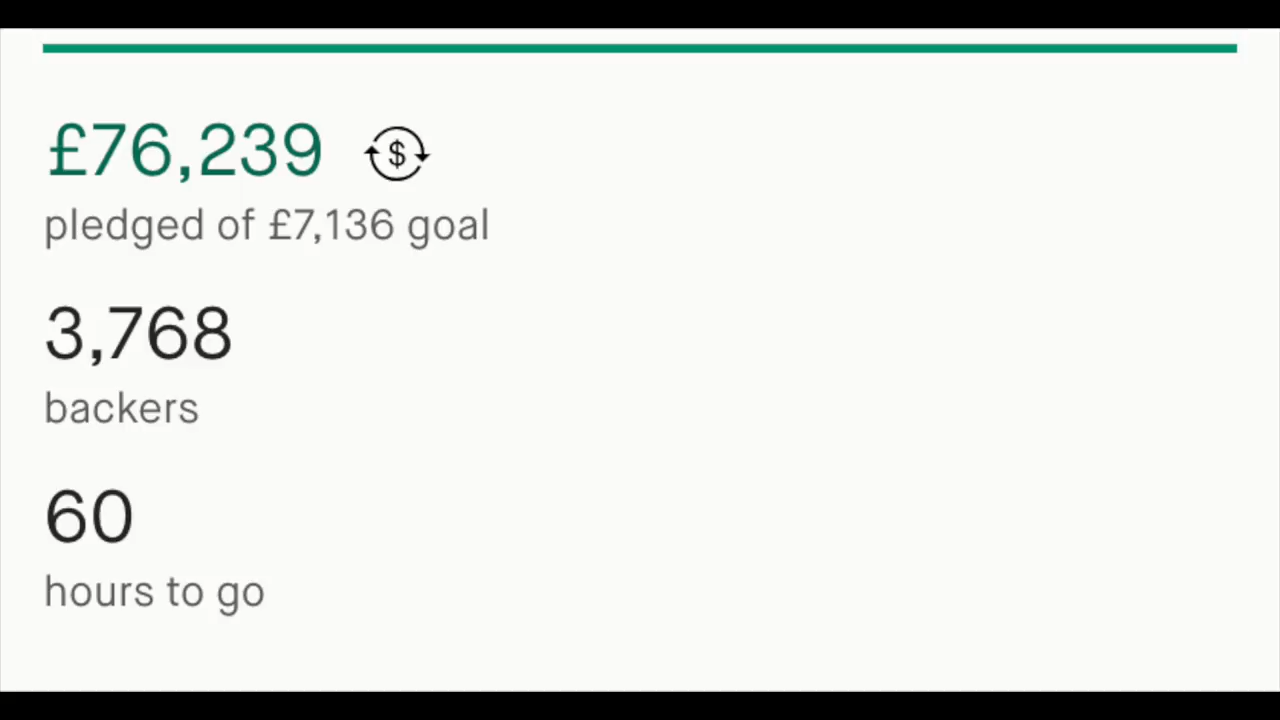 £76,239 $
pledged of £7,136 goal
3,768
backers
60
hours to go